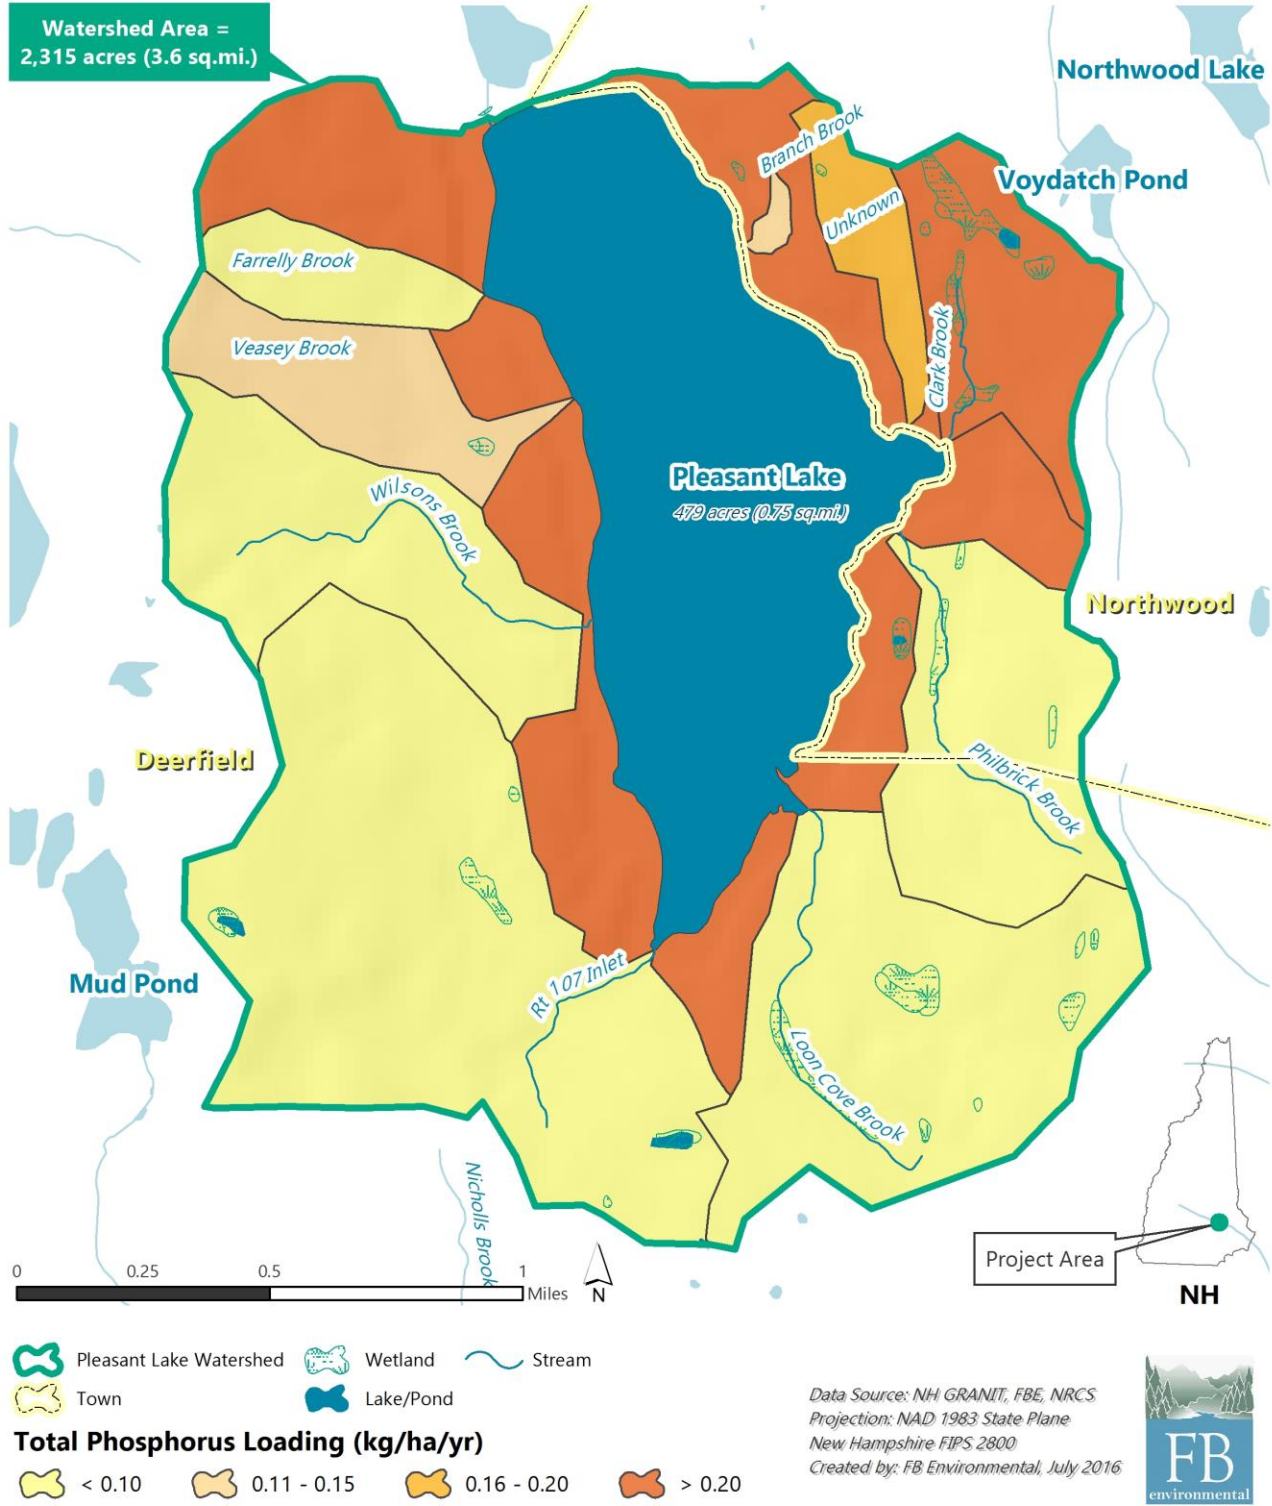 Watershed Area =
2,315 acres (3.6 sq.mi.)
Northwood Lake
Branch Brook
Voydatch Pond
Unknown
Farrelly Brook
Veasey Brook
Clark Brook
Pleasant Lake
479 acres (0.75 sq.mi.)
Wilsons Brook
Northwood
Deerfield
Philbrick Brook
Mud Pond
Rt 107 Inlet
Loon Cove Brook
Nicholls Brook
Project Area
NH
0 0.25 0.5 1
Miles
N
Pleasant Lake Watershed
Wetland
Stream
Town
Lake/Pond
Total Phosphorus Loading (kg/ha/yr)
< 0.10
0.11 - 0.15
0.16 - 0.20
> 0.20
Data Source: NH GRANIT, FBE, NRCS
Projection: NAD 1983 State Plane
New Hampshire FIPS 2800
Created by: FB Environmental, July 2016
FB
environmental